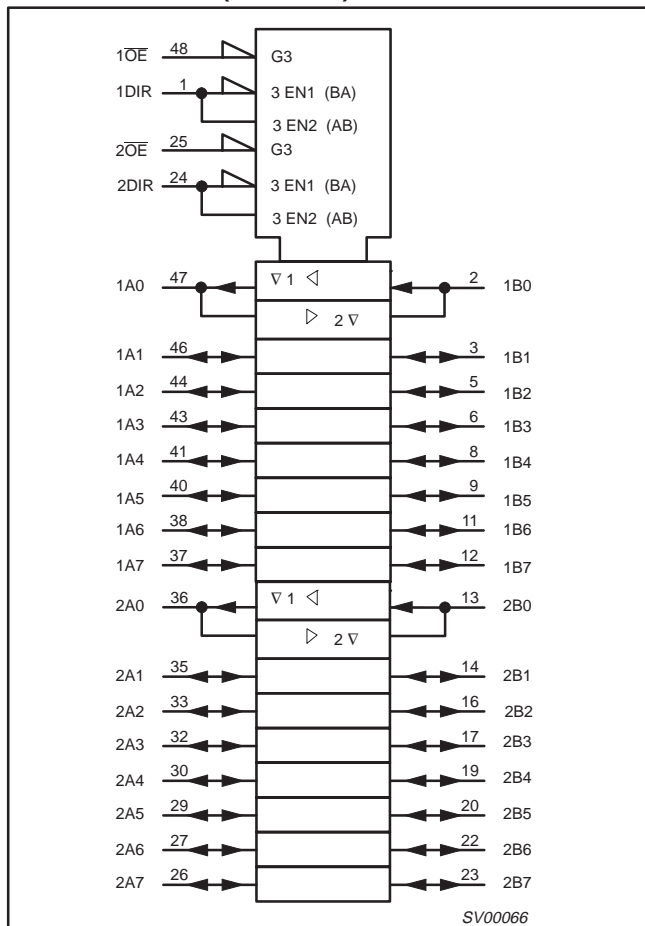 1O̅E̅ 48 G3
1DIR 1 3 EN1 (BA)
3 EN2 (AB)
2O̅E̅ 25 G3
2DIR 24 3 EN1 (BA)
3 EN2 (AB)
1A0 47 ∇ 1 ◁ 2 1B0
▷ 2 ∇
1A1 46 3 1B1
1A2 44 5 1B2
1A3 43 6 1B3
1A4 41 8 1B4
1A5 40 9 1B5
1A6 38 11 1B6
1A7 37 12 1B7
2A0 36 ∇ 1 ◁ 13 2B0
▷ 2 ∇
2A1 35 14 2B1
2A2 33 16 2B2
2A3 32 17 2B3
2A4 30 19 2B4
2A5 29 20 2B5
2A6 27 22 2B6
2A7 26 23 2B7
SV00066